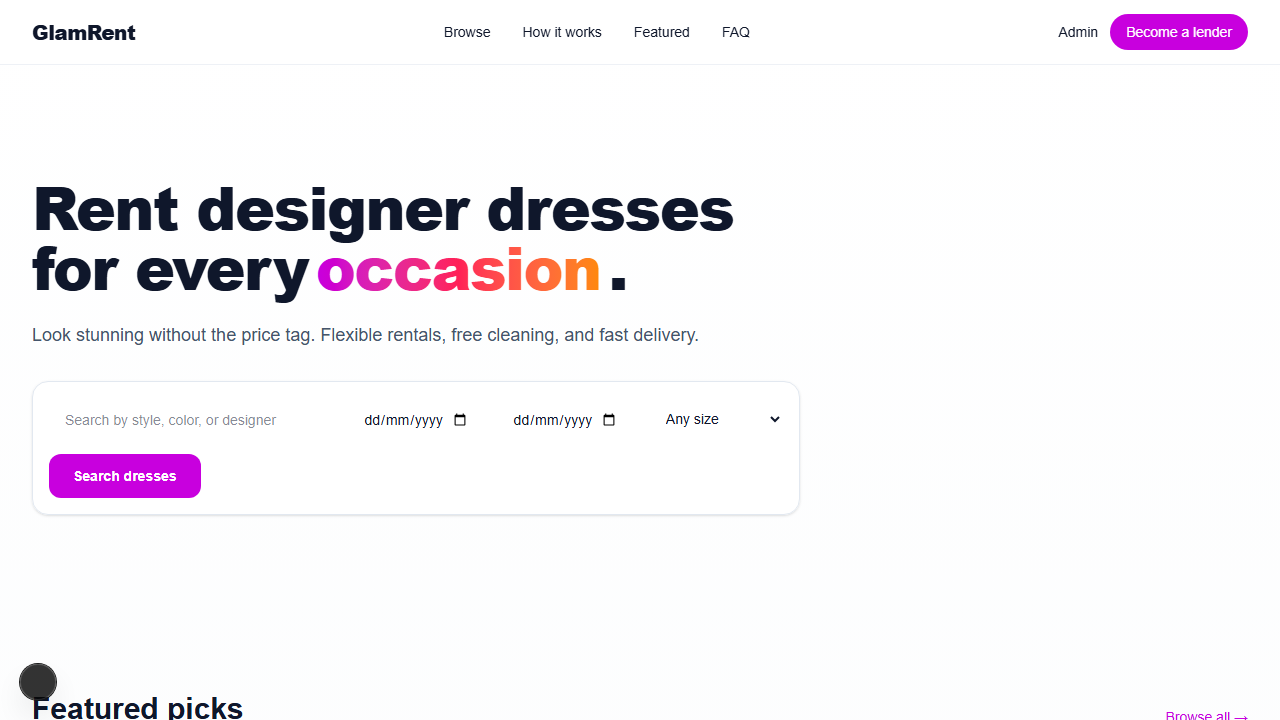 GlamRent
Browse How it works Featured FAQ
Admin Become a lender
Rent designer dresses
for every occasion.
Look stunning without the price tag. Flexible rentals, free cleaning, and fast delivery.
Search by style, color, or designer dd/mm/yyyy dd/mm/yyyy Any size
Search dresses
Featured picks
Browse all →